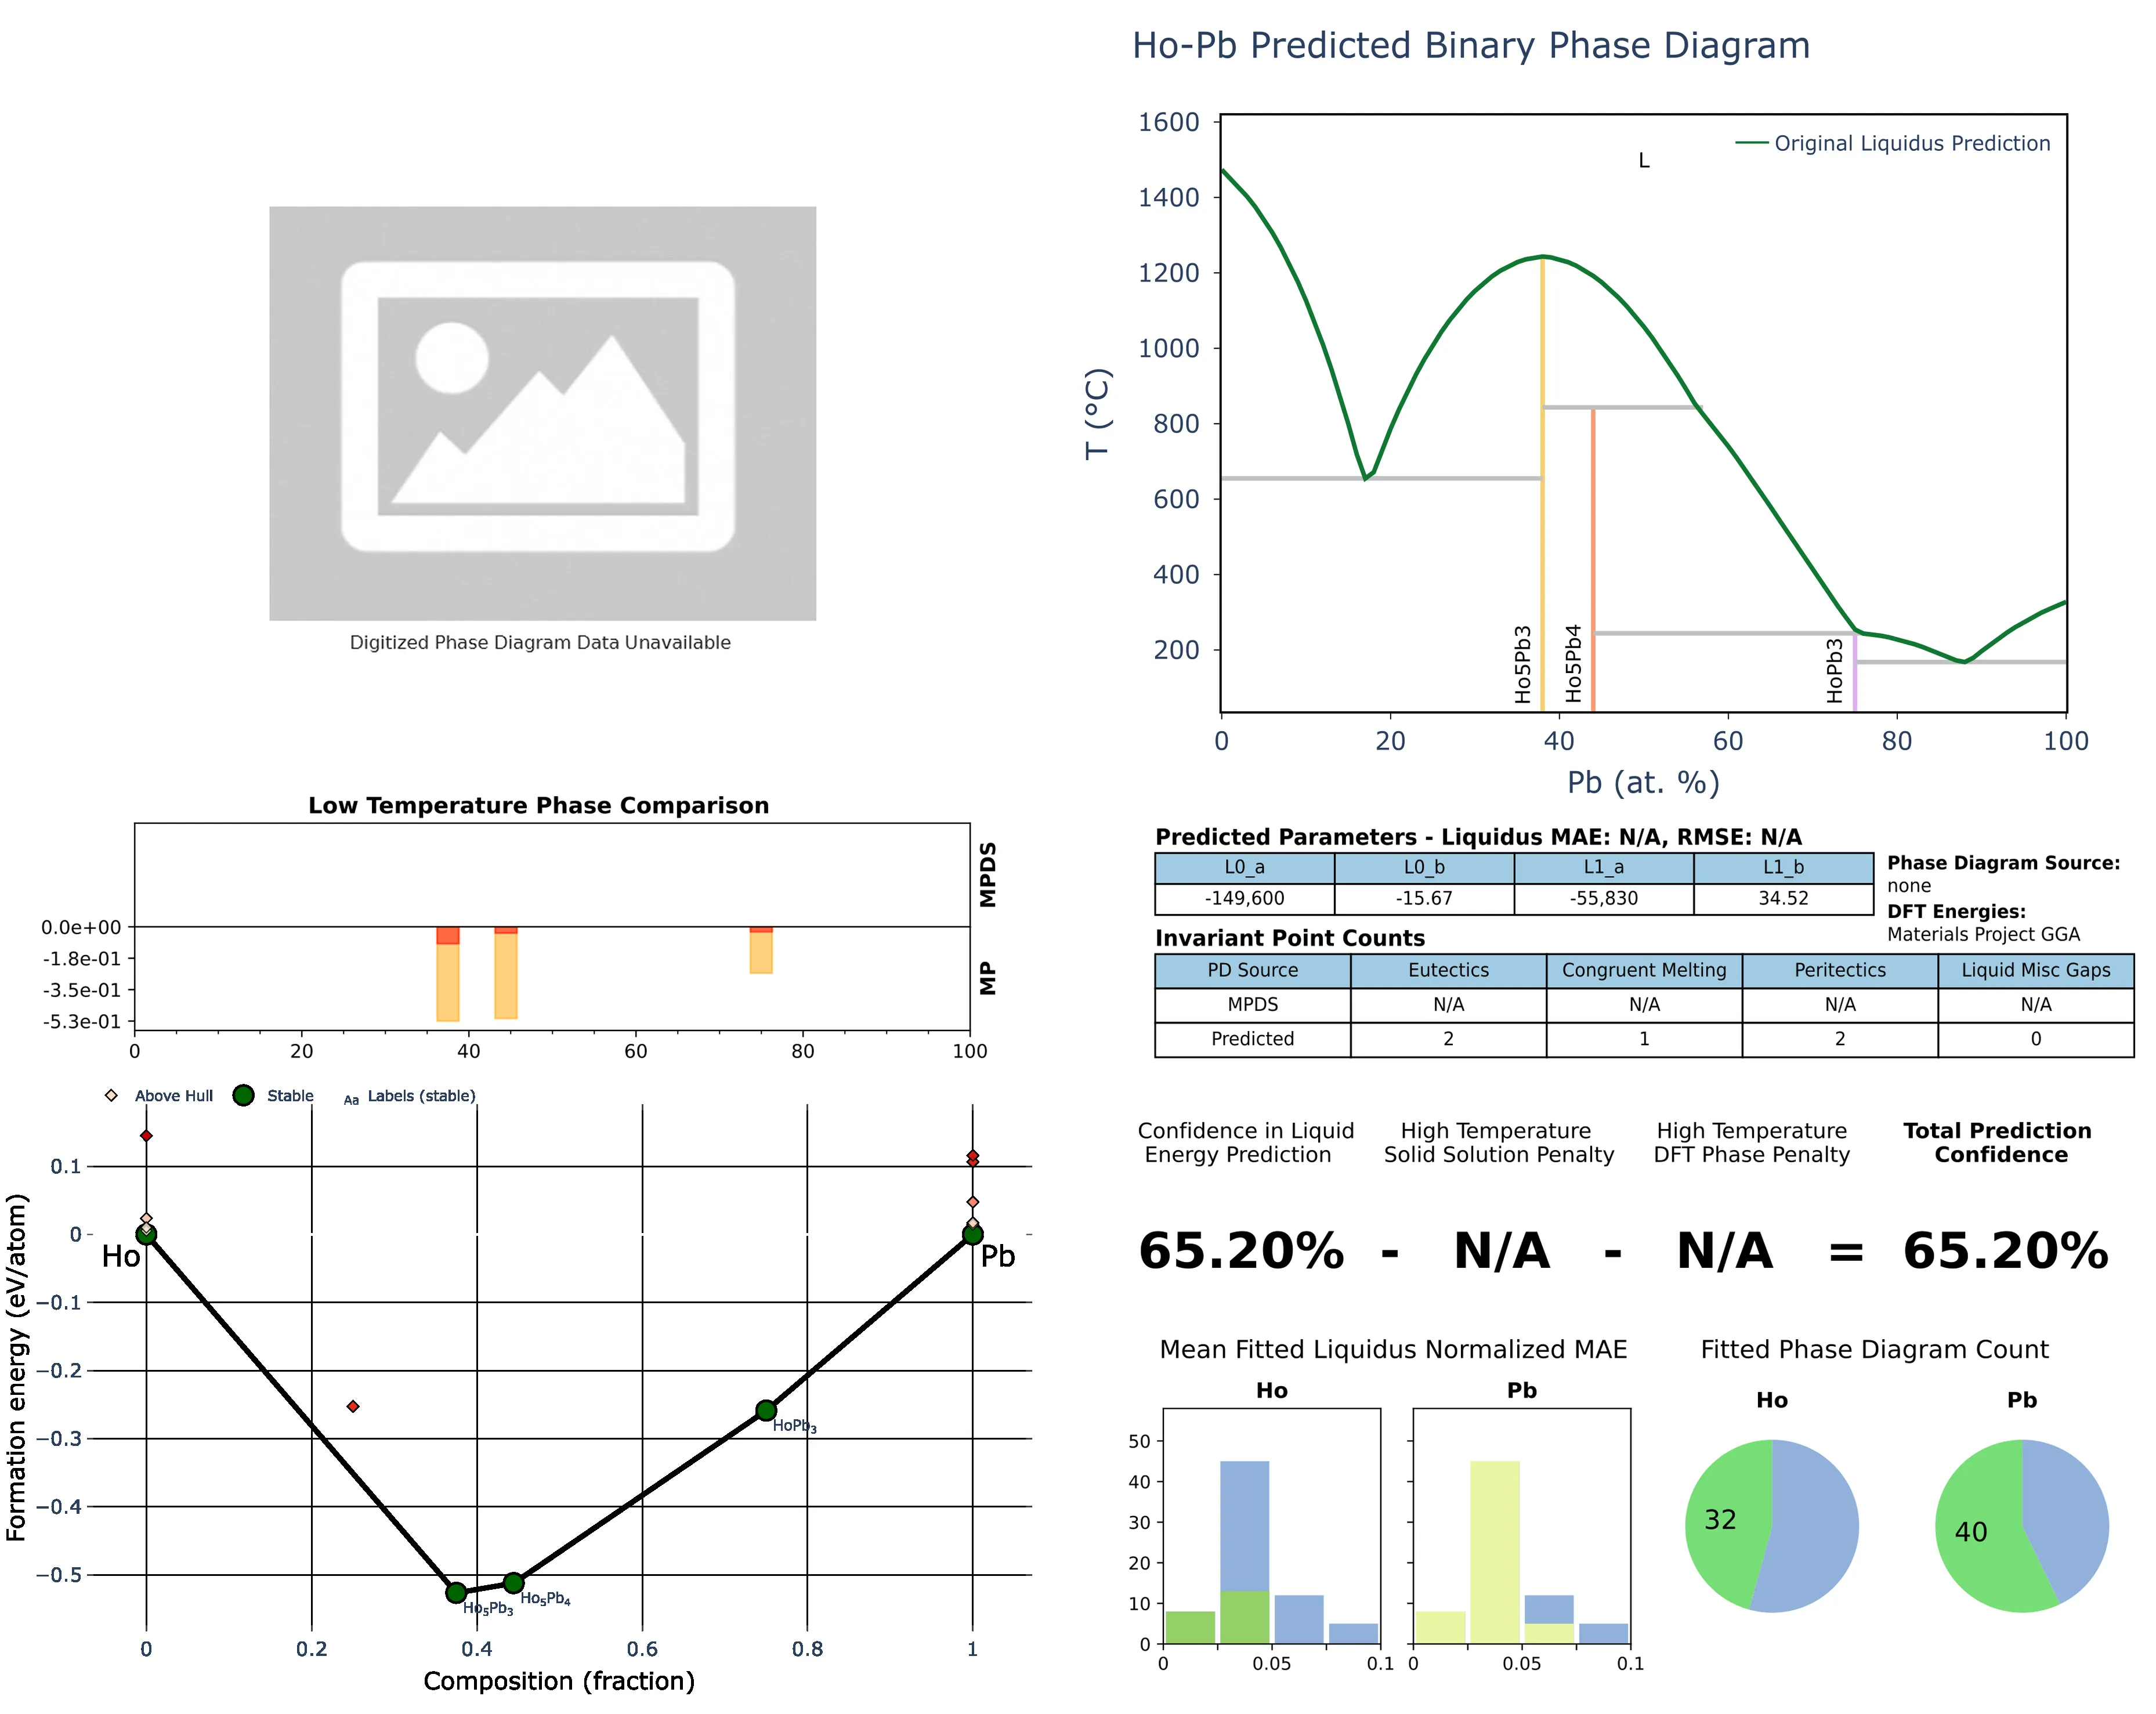 Ho-Pb Predicted Binary Phase Diagram
Digitized Phase Diagram Data Unavailable
T (°C)
1600
1400
1200
1000
800
600
400
200
L
Original Liquidus Prediction
Ho5Pb3
Ho5Pb4
HoPb3
0 20 40 60 80 100
Pb (at. %)
Low Temperature Phase Comparison
MPDS
MP
0.0e+00
-1.8e-01
-3.5e-01
-5.3e-01
0 20 40 60 80 100
Predicted Parameters - Liquidus MAE: N/A, RMSE: N/A
L0_a L0_b L1_a L1_b
-149,600 -15.67 -55,830 34.52
Phase Diagram Source:
none
DFT Energies:
Materials Project GGA
Invariant Point Counts
PD Source Eutectics Congruent Melting Peritectics Liquid Misc Gaps
MPDS N/A N/A N/A N/A
Predicted 2 1 2 0
Above Hull Stable Aa Labels (stable)
Formation energy (eV/atom)
0.1
0
−0.1
−0.2
−0.3
−0.4
−0.5
Ho
Pb
HoPb3
Ho5Pb3
Ho5Pb4
0 0.2 0.4 0.6 0.8 1
Composition (fraction)
Confidence in Liquid Energy Prediction
High Temperature Solid Solution Penalty
High Temperature DFT Phase Penalty
Total Prediction Confidence
65.20% - N/A - N/A = 65.20%
Mean Fitted Liquidus Normalized MAE
Ho Pb
50
40
30
20
10
0
0 0.05 0.1
0 0.05 0.1
Fitted Phase Diagram Count
Ho Pb
32 40